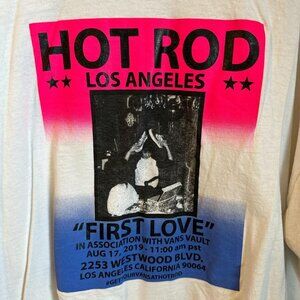 HOT ROD
★★ LOS ANGELES ★★
"FIRST LOVE"
IN ASSOCIATION WITH VANS VAULT
AUG 17, 2019 - 11:00 am pst
2253 WESTWOOD BLVD.
LOS ANGELES CALIFORNIA 90064
#GETYOURVANSATHOTROD